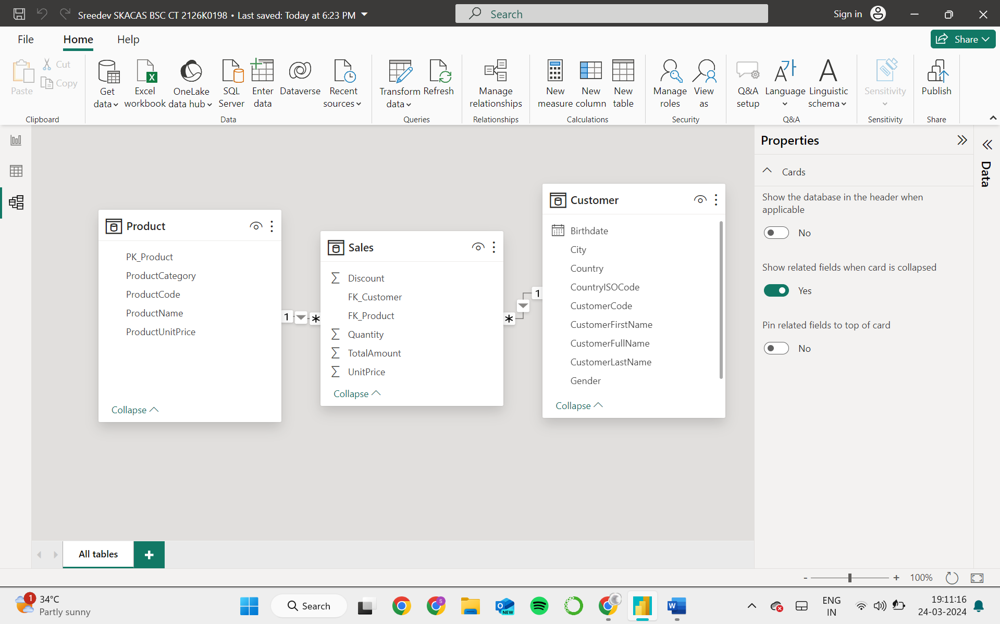 Sreedev SKACAS BSC CT 2126K0198 • Last saved: Today at 6:23 PM
Search
Sign in
File
Home
Help
Share
Paste
Cut
Copy
Clipboard
Get data
Excel workbook
OneLake data hub
SQL Server
Enter data
Dataverse
Recent sources
Data
Transform data
Refresh
Queries
Manage relationships
Relationships
New measure
New column
New table
Calculations
Manage roles
View as
Security
Q&A setup
Language
Linguistic schema
Q&A
Sensitivity
Sensitivity
Publish
Share
Product
PK_Product
ProductCategory
ProductCode
ProductName
ProductUnitPrice
Collapse
1
*
Sales
Discount
FK_Customer
FK_Product
Quantity
TotalAmount
UnitPrice
Collapse
*
1
Customer
Birthdate
City
Country
CountryISOCode
CustomerCode
CustomerFirstName
CustomerFullName
CustomerLastName
Gender
Collapse
Properties
Cards
Show the database in the header when
applicable
No
Show related fields when card is collapsed
Yes
Pin related fields to top of card
No
Data
All tables
+
- + 100%
1
34°C
Partly sunny
Search
S
NEW
ENG
IN
19:11:16
24-03-2024